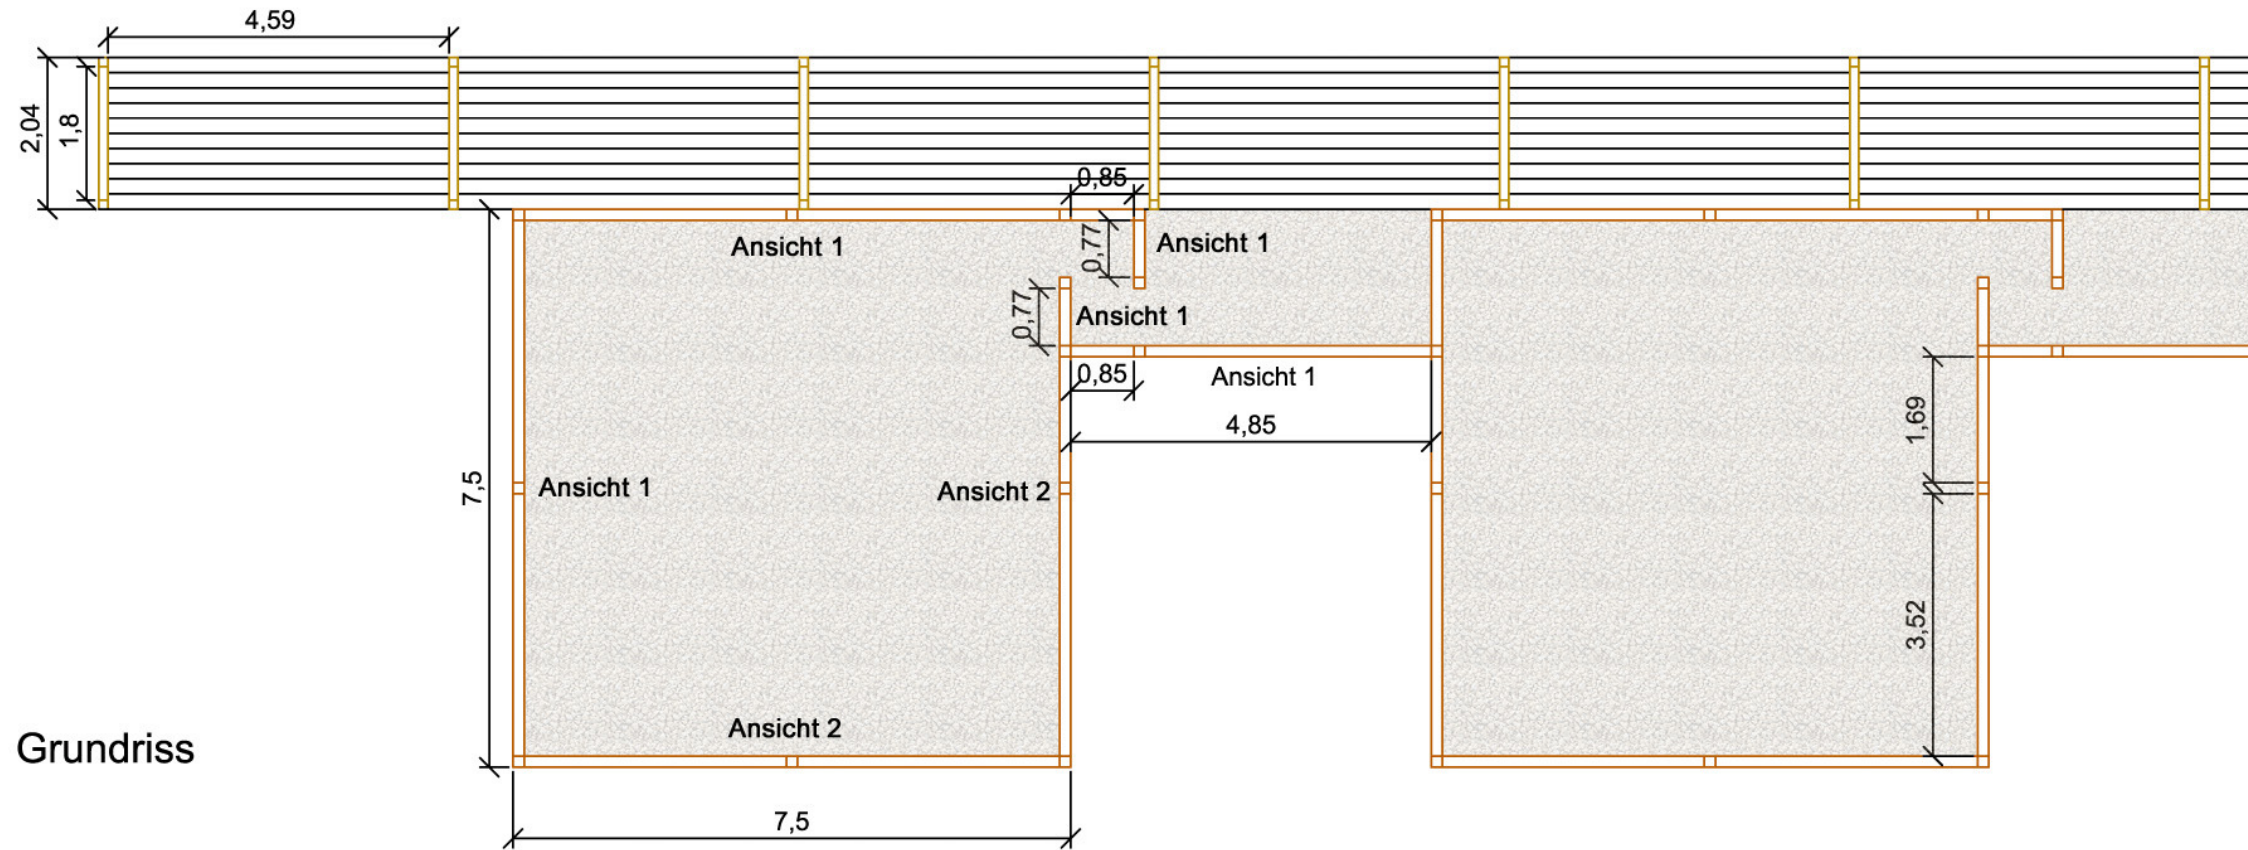 4,59
2,04
1,8
0,85
Ansicht 1
0,77
Ansicht 1
0,77
Ansicht 1
0,85
Ansicht 1
4,85
1,69
7,5
Ansicht 1
Ansicht 2
3,52
Ansicht 2
Grundriss
7,5